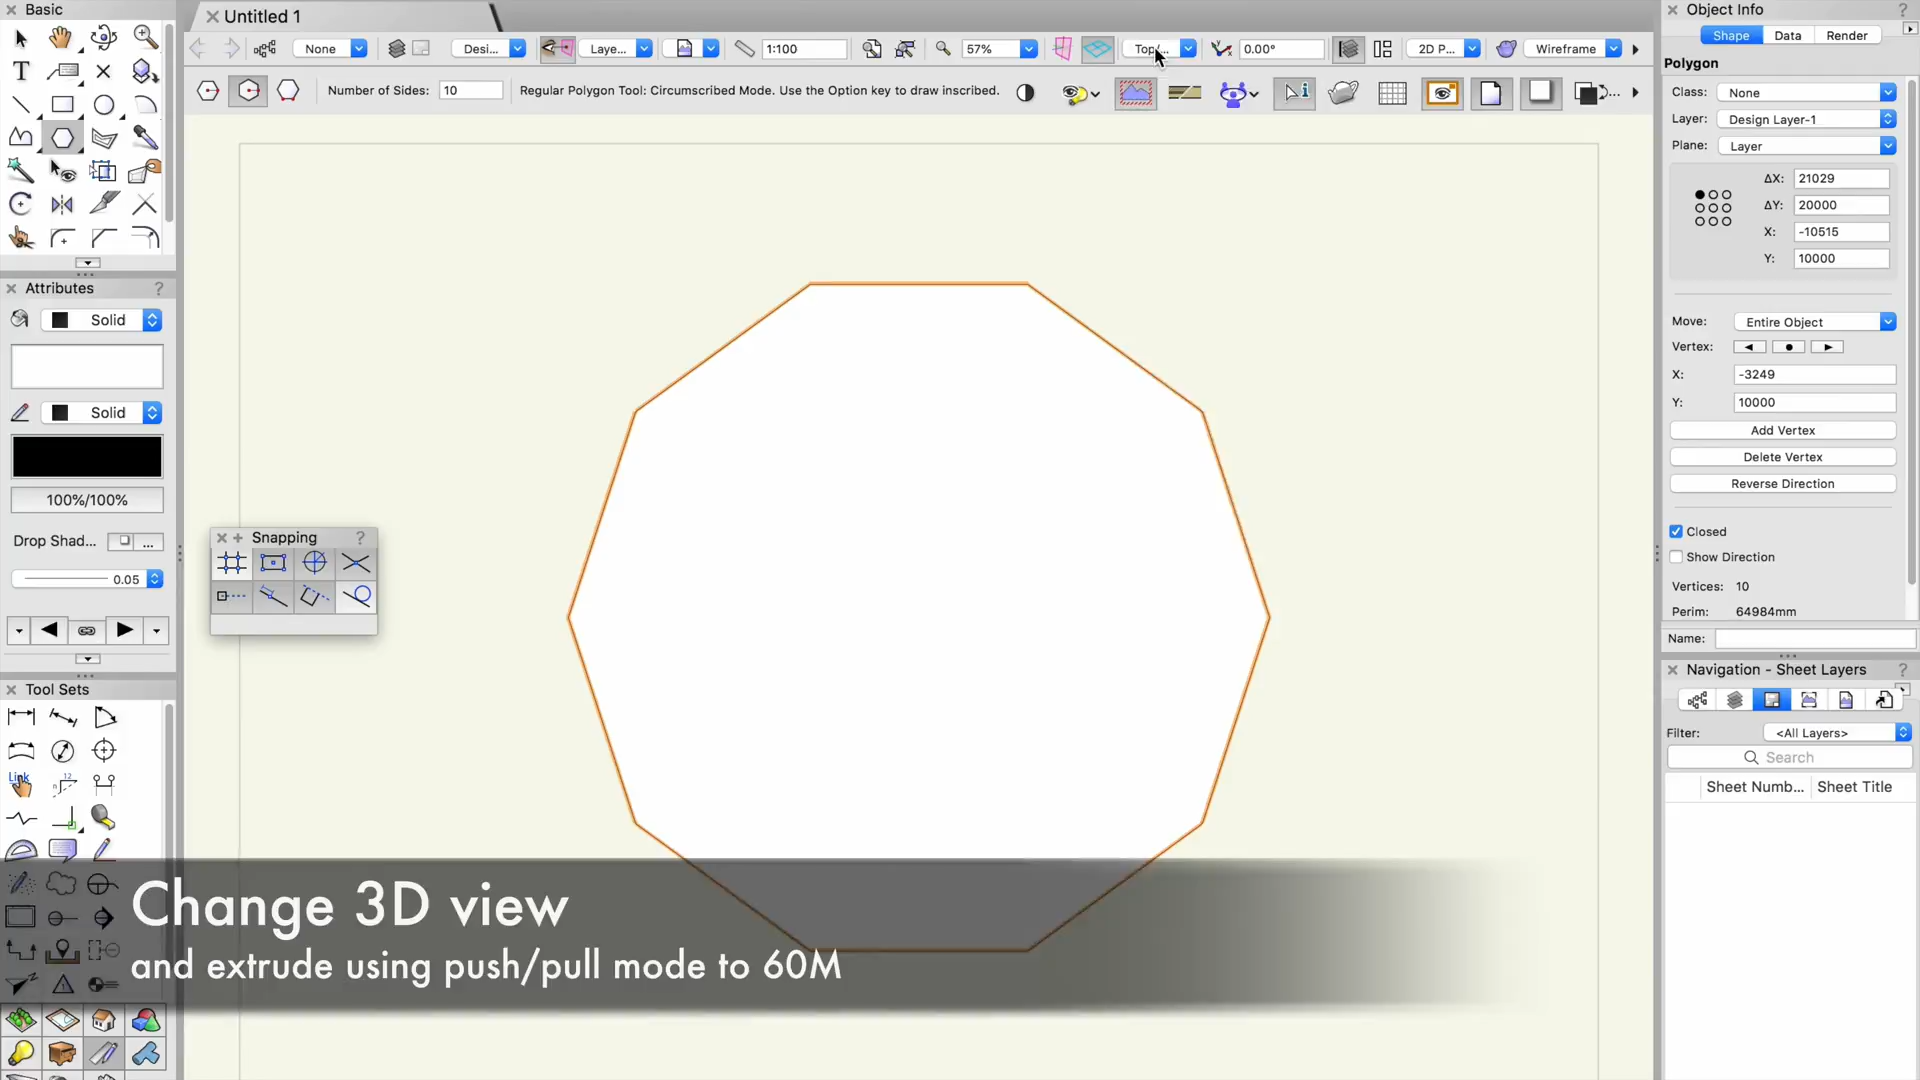 Basic
Untitled 1
Object Info
?
None
Desi...
Laye...
1:100
57%
Top/...
0.00°
2D P...
Wireframe
Shape
Data
Render
Polygon
Number of Sides:
10
Regular Polygon Tool: Circumscribed Mode. Use the Option key to draw inscribed.
Class:
None
Layer:
Design Layer-1
Plane:
Layer
ΔX:
21029
ΔY:
20000
X:
-10515
Y:
10000
Move:
Entire Object
Vertex:
X:
-3249
Y:
10000
Add Vertex
Delete Vertex
Reverse Direction
Closed
Show Direction
Vertices:
10
Perim:
64984mm
Name:
Attributes
?
Solid
Solid
100%/100%
Drop Shad...
...
0.05
Snapping
?
Navigation - Sheet Layers
?
Filter:
<All Layers>
Search
Sheet Numb...
Sheet Title
Tool Sets
Link
12
Change 3D view
and extrude using push/pull mode to 60M